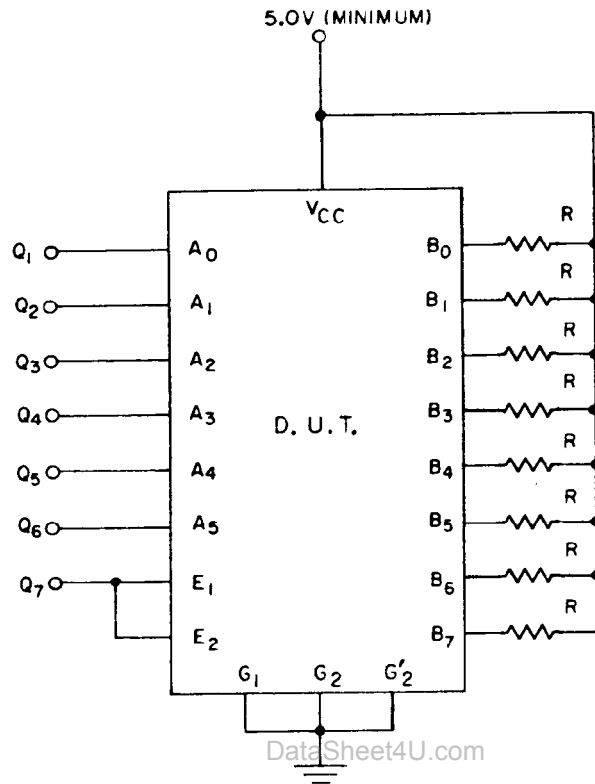 5.0V (MINIMUM)
VCC
R
Q1 A0 B0
R
Q2 A1 B1
R
Q3 A2 B2
R
Q4 A3 B3
D. U. T.
R
Q5 A4 B4
R
Q6 A5 B5
R
Q7 E1 B6
R
E2 B7
G1 G2 G'2
DataSheet4U.com